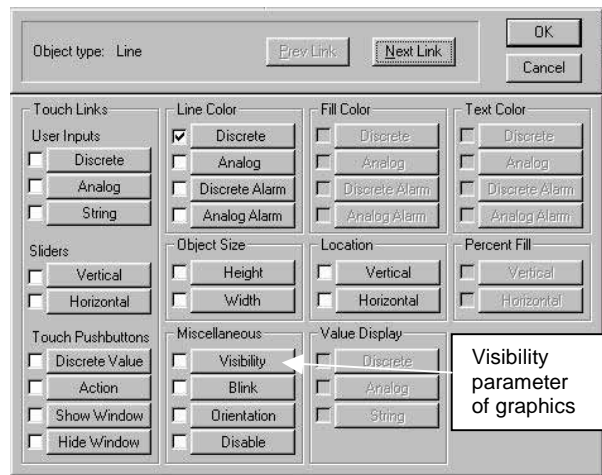 Object type: Line
Prev Link
Next Link
OK
Cancel
Touch Links
User Inputs
Discrete
Analog
String
Sliders
Vertical
Horizontal
Touch Pushbuttons
Discrete Value
Action
Show Window
Hide Window
Line Color
Discrete
Analog
Discrete Alarm
Analog Alarm
Object Size
Height
Width
Miscellaneous
Visibility
Blink
Orientation
Disable
Fill Color
Discrete
Analog
Discrete Alarm
Analog Alarm
Location
Vertical
Horizontal
Value Display
Discrete
Analog
String
Text Color
Discrete
Analog
Discrete Alarm
Analog Alarm
Percent Fill
Vertical
Horizontal
Visibility
parameter
of graphics